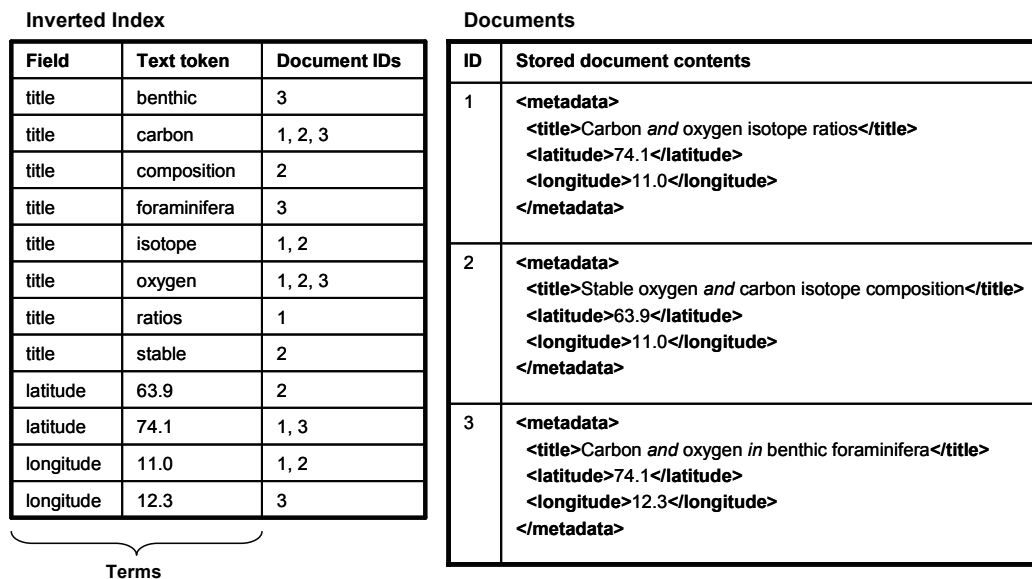 Inverted Index
Field Text token Document IDs
title benthic 3
title carbon 1, 2, 3
title composition 2
title foraminifera 3
title isotope 1, 2
title oxygen 1, 2, 3
title ratios 1
title stable 2
latitude 63.9 2
latitude 74.1 1, 3
longitude 11.0 1, 2
longitude 12.3 3
Terms
Documents
ID Stored document contents
1 <metadata>
<title>Carbon and oxygen isotope ratios</title>
<latitude>74.1</latitude>
<longitude>11.0</longitude>
</metadata>
2 <metadata>
<title>Stable oxygen and carbon isotope composition</title>
<latitude>63.9</latitude>
<longitude>11.0</longitude>
</metadata>
3 <metadata>
<title>Carbon and oxygen in benthic foraminifera</title>
<latitude>74.1</latitude>
<longitude>12.3</longitude>
</metadata>